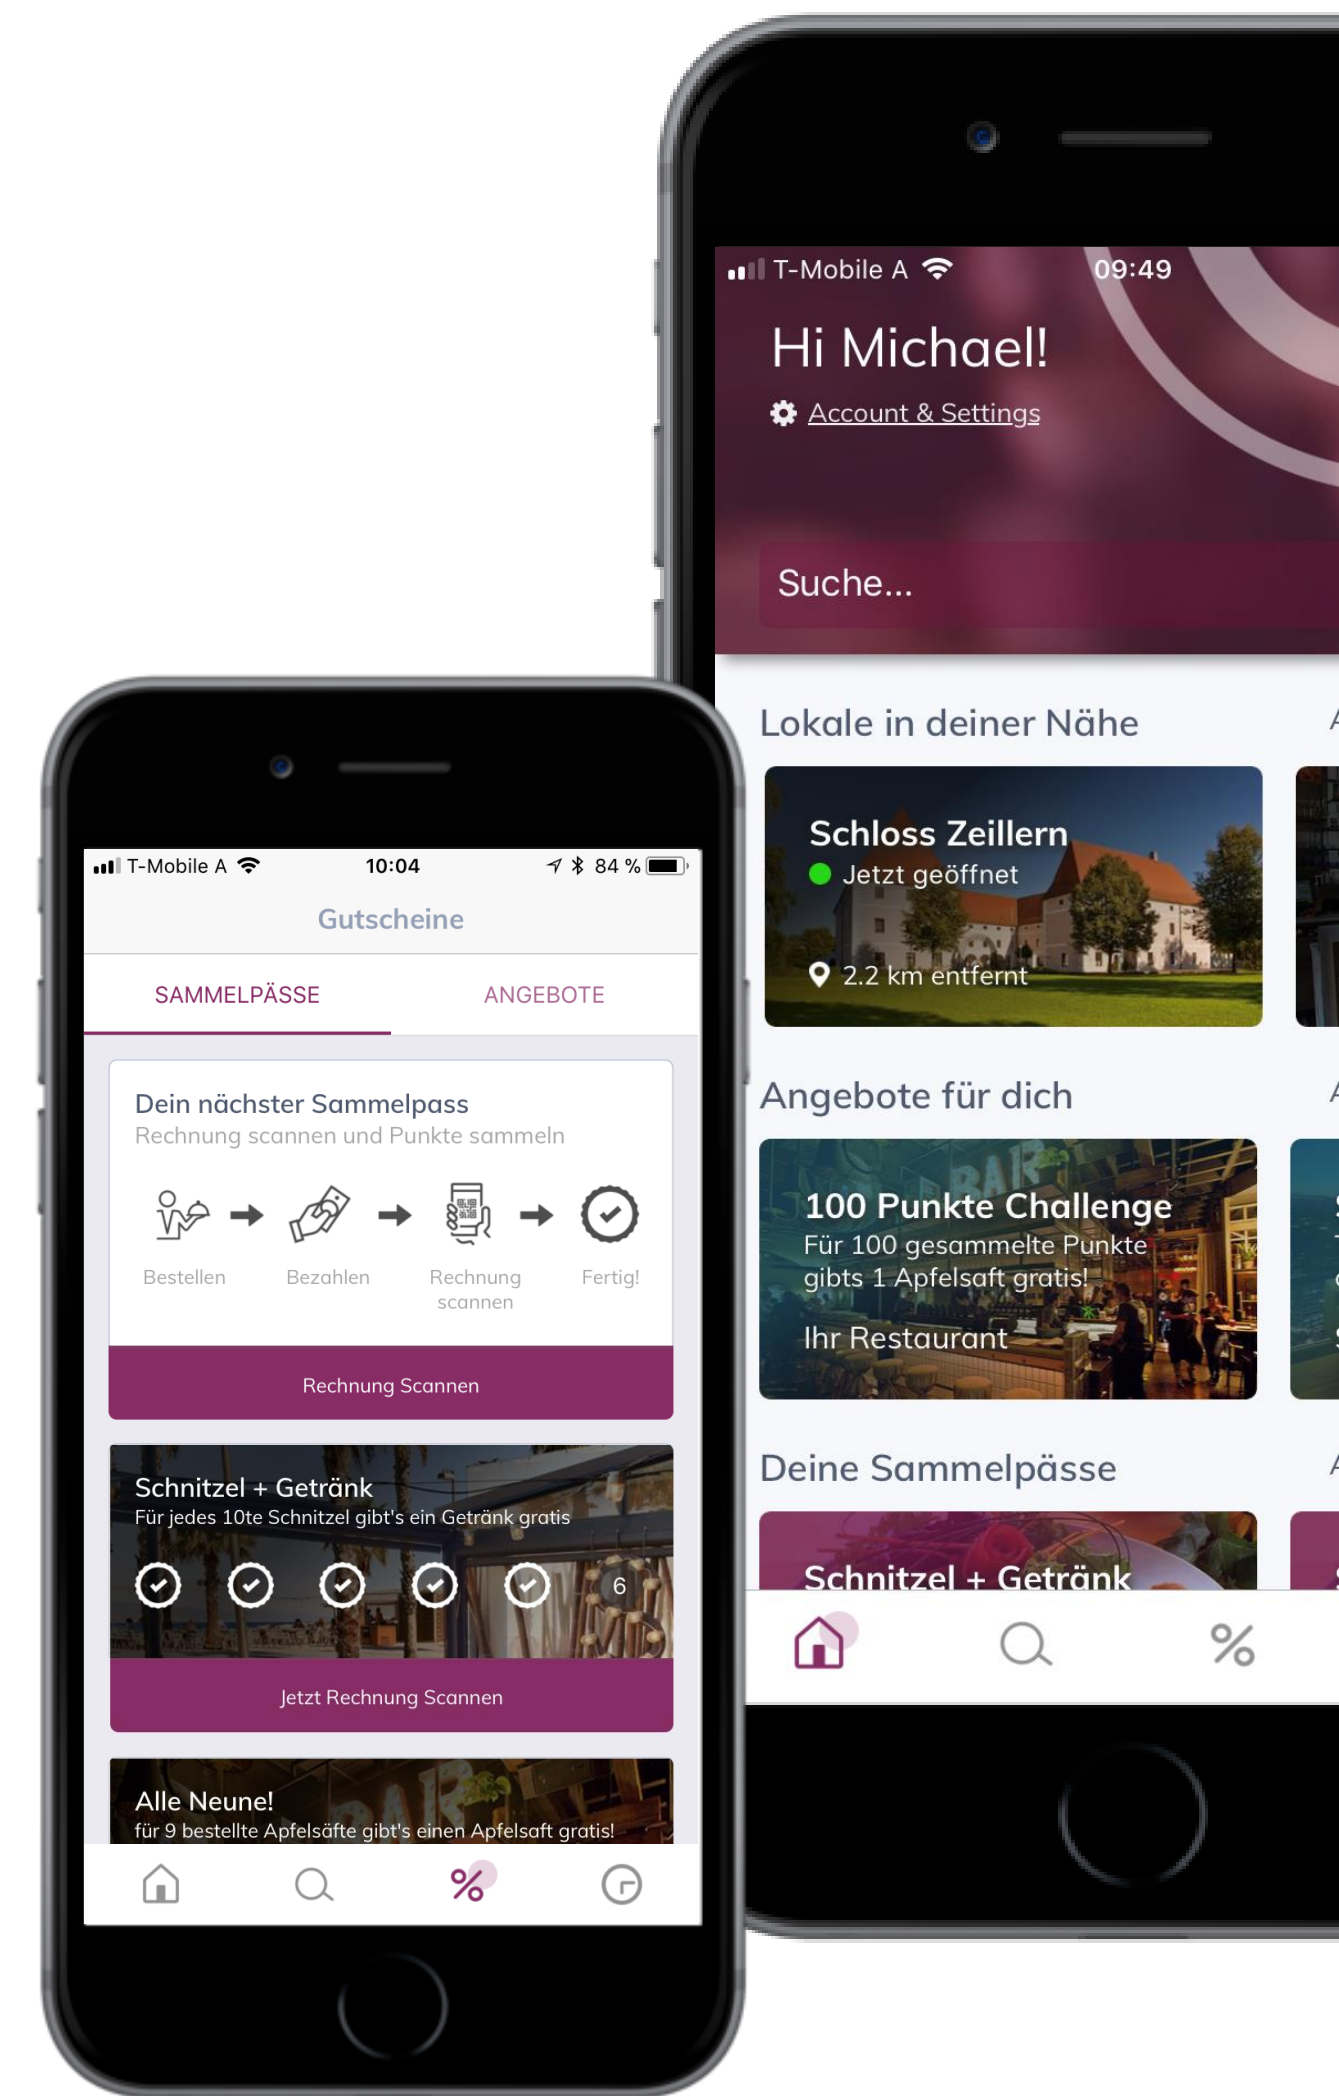 T-Mobile A 09:49
Hi Michael!
Account & Settings
Suche...
Lokale in deiner Nähe
Schloss Zeillern
Jetzt geöffnet
2.2 km entfernt
Angebote für dich
BAR
100 Punkte Challenge
Für 100 gesammelte Punkte
gibts 1 Apfelsaft gratis!
Ihr Restaurant
Deine Sammelpässe
Schnitzel + Getränk
%
T-Mobile A 10:04 84 %
Gutscheine
SAMMELPÄSSE ANGEBOTE
Dein nächster Sammelpass
Rechnung scannen und Punkte sammeln
Bestellen Bezahlen Rechnung scannen Fertig!
Rechnung Scannen
Schnitzel + Getränk
Für jedes 10te Schnitzel gibt's ein Getränk gratis
6
Jetzt Rechnung Scannen
BAR
Alle Neune!
für 9 bestellte Apfelsäfte gibt's einen Apfelsaft gratis!
%